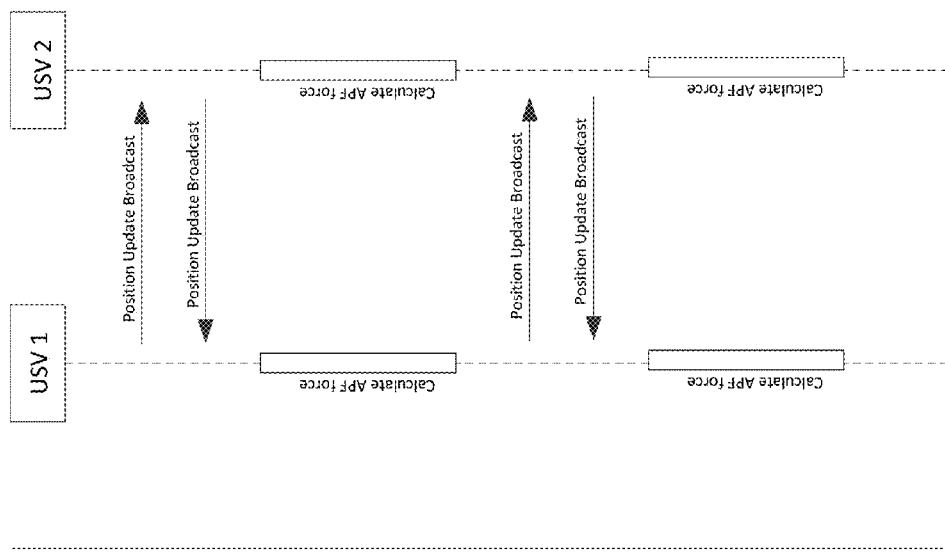 USV 1
USV 2
Position Update Broadcast
Position Update Broadcast
Calculate APF force
Calculate APF force
Position Update Broadcast
Position Update Broadcast
Calculate APF force
Calculate APF force